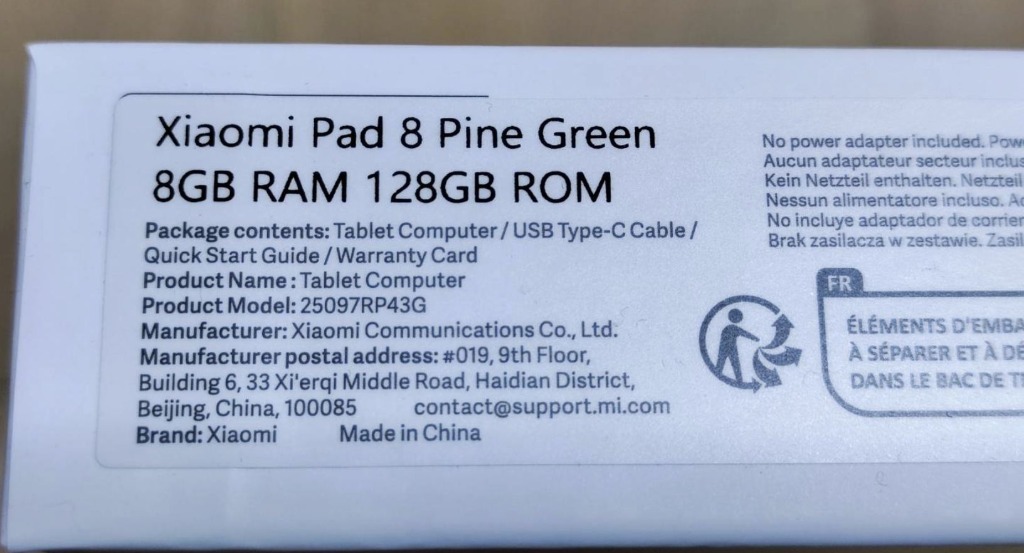 Xiaomi Pad 8 Pine Green
8GB RAM 128GB ROM
Package contents: Tablet Computer / USB Type-C Cable /
Quick Start Guide / Warranty Card
Product Name : Tablet Computer
Product Model: 25097RP43G
Manufacturer: Xiaomi Communications Co., Ltd.
Manufacturer postal address: #019, 9th Floor,
Building 6, 33 Xi'erqi Middle Road, Haidian District,
Beijing, China, 100085 contact@support.mi.com
Brand: Xiaomi Made in China
No power adapter included.
Aucun adaptateur secteur
Kein Netzteil enthalten. Netzteil
Nessun alimentatore incluso.
No incluye adaptador de
Brak zasilacza w zestawie.
FR
ÉLÉMENTS
À SÉPARER ET À
DANS LE BAC DE